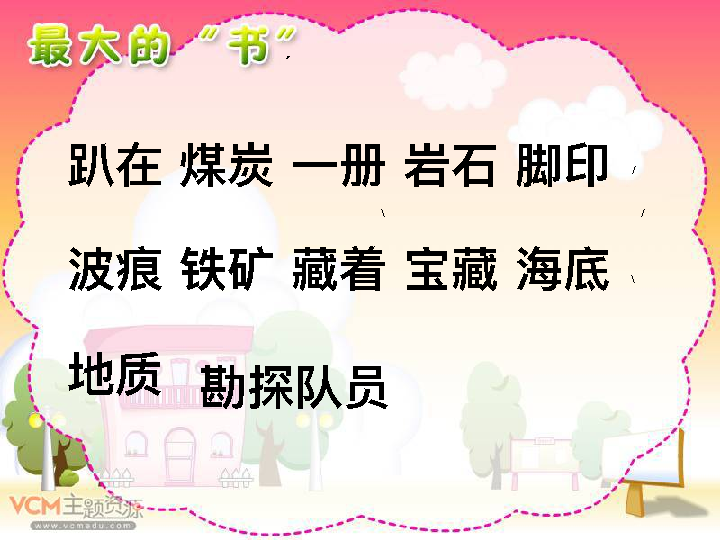 最大的“书”
趴在 煤炭 一册 岩石 脚印
波痕 铁矿 藏着 宝藏 海底
地质 勘探队员
VCM主题资源
www.vcmedu.com